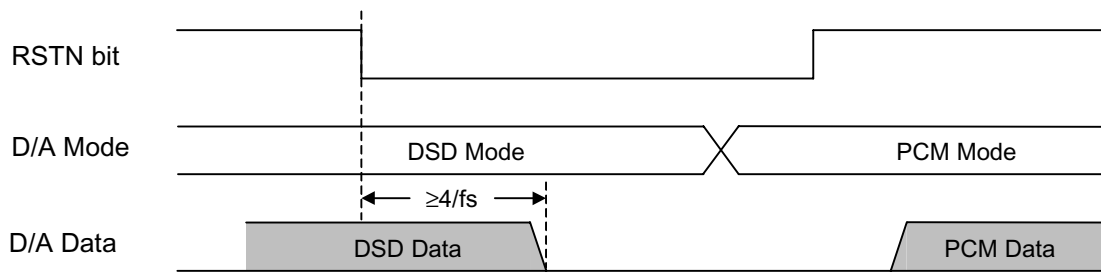 RSTN bit
D/A Mode
DSD Mode
PCM Mode
≥4/fs
D/A Data
DSD Data
PCM Data